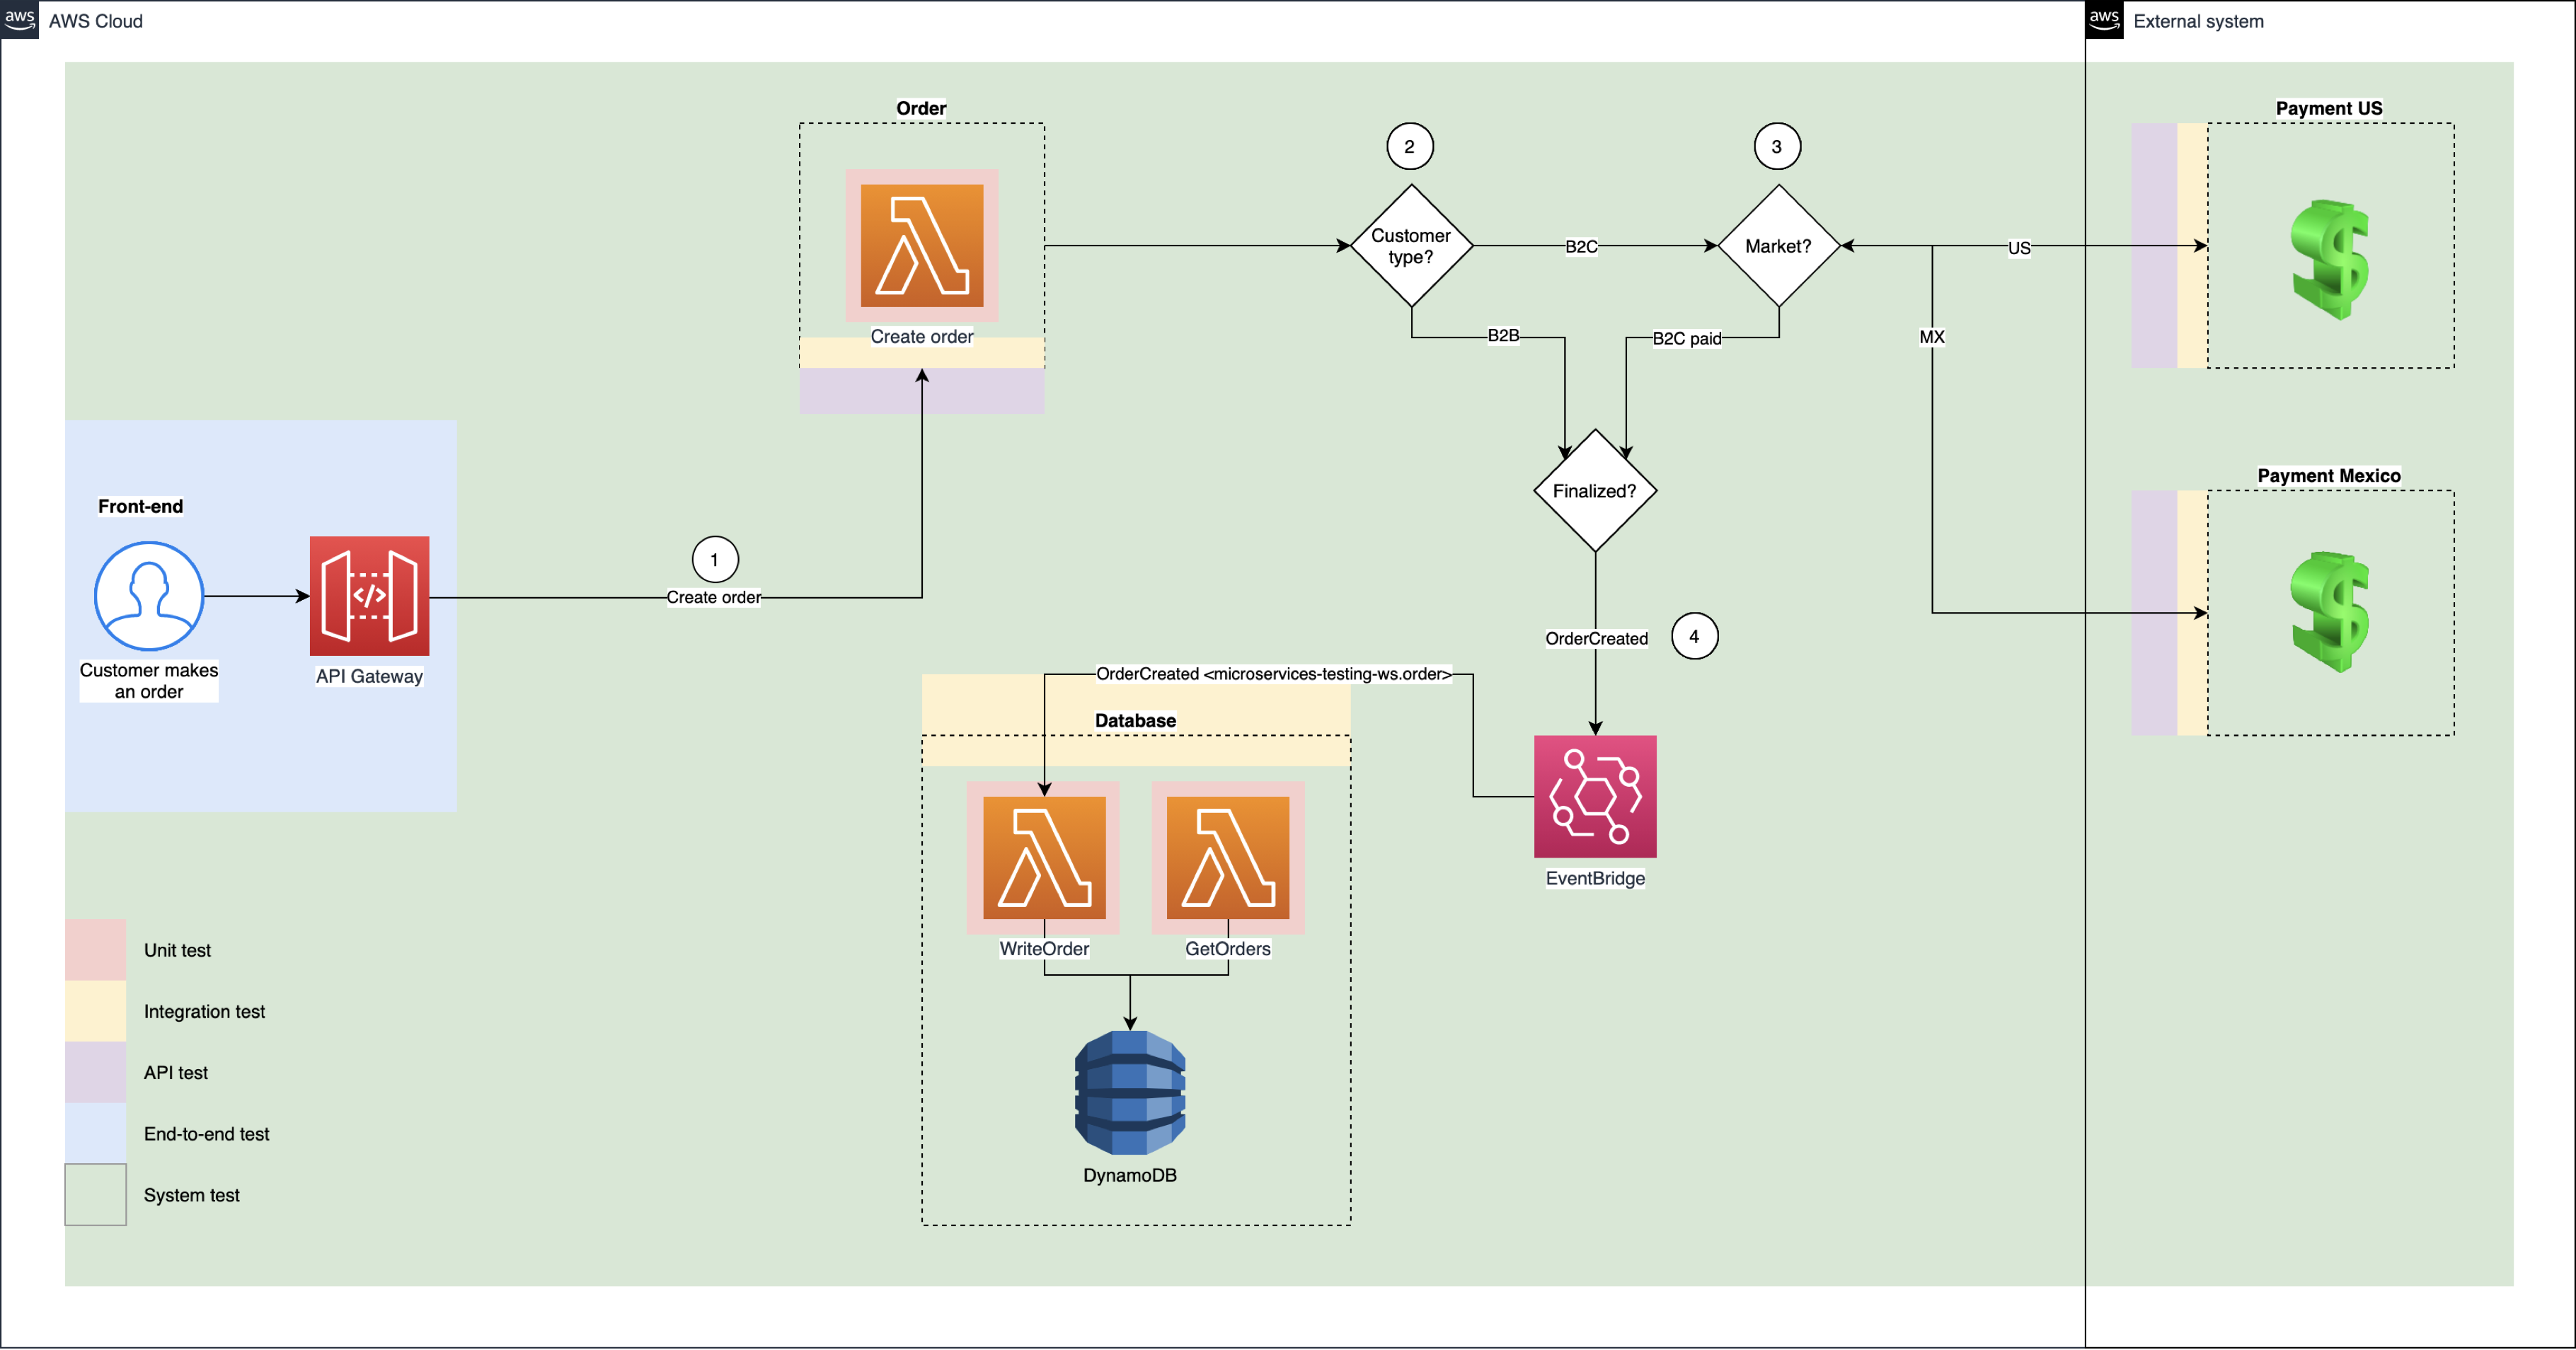 aws
AWS Cloud
aws
External system
Order
2
3
Payment US
Customer
type?
B2C
Market?
US
Create order
B2B
B2C paid
MX
Front-end
Finalized?
Payment Mexico
1
</>
Create order
Customer makes
an order
API Gateway
OrderCreated
4
OrderCreated <microservices-testing-ws.order>
Database
EventBridge
WriteOrder
GetOrders
DynamoDB
Unit test
Integration test
API test
End-to-end test
System test